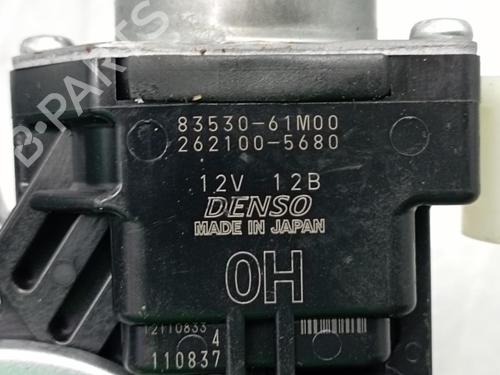 B-PARTS
83530-61M00
262100-5680
12V 12B
DENSO
MADE IN JAPAN
0H
12110833
4
110837